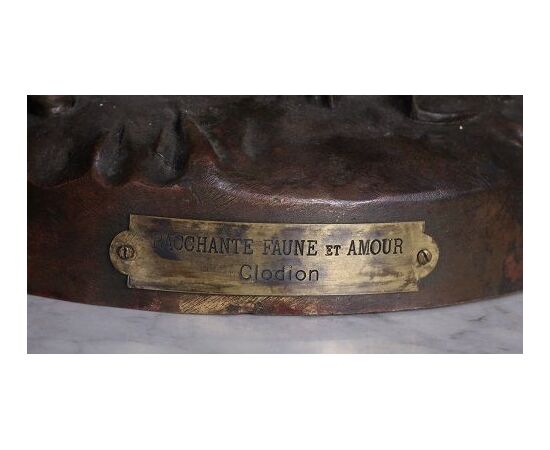 BACCHANTE FAUNE ET AMOUR
Clodion